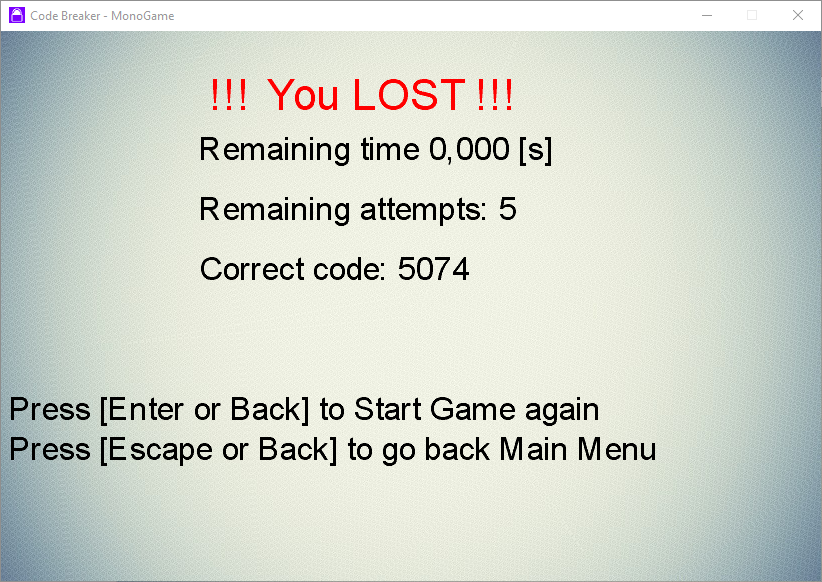 Code Breaker - MonoGame
!!! You LOST !!!
Remaining time 0,000 [s]
Remaining attempts: 5
Correct code: 5074
Press [Enter or Back] to Start Game again
Press [Escape or Back] to go back Main Menu